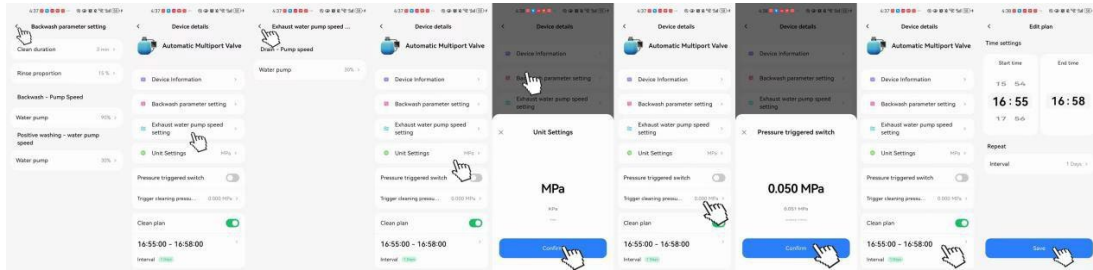 Backwash parameter setting
Clean duration 3 min
Rinse proportion 15 %
Backwash - Pump Speed
Water pump 90%
Positive washing - water pump
speed
Water pump
Device details
Automatic Multiport Valve
Device Information
Backwash parameter setting
Exhaust water pump speed
setting
Unit Settings MPa
Pressure triggered switch
Trigger cleaning pressu... 0.000 MPa
Clean plan
16:55:00 - 16:58:00
Interval
Exhaust water pump speed ...
Drain - Pump speed
Water pump
Device details
Automatic Multiport Valve
Device Information
Backwash parameter setting
Exhaust water pump speed
setting
Unit Settings MPa
Pressure triggered switch
Trigger cleaning pressu... 0.000 MPa
Clean plan
16:55:00 - 16:58:00
Interval
Device details
Device Information
parameter setting
Exhaust water pump speed
setting
Unit Settings
MPa
KPa
Confirm
Device details
Automatic Multiport Valve
Device Information
Backwash parameter setting
Exhaust water pump speed
setting
Unit Settings MPa
Pressure triggered switch
Trigger cleaning pressu...
Clean plan
16:55:00 - 16:58:00
Interval
Device details
Device Information
Backwash parameter setting
Exhaust water pump speed
setting
Pressure triggered switch
0.050 MPa
0.051 MPa
Confirm
Device details
Automatic Multiport Valve
Device Information
Backwash parameter setting
Exhaust water pump speed
setting
Unit Settings MPa
Pressure triggered switch
Trigger cleaning pressu...
Clean plan
16:55:00 - 16:58:00
Interval
Edit plan
Time settings
Start time End time
15 54
16:55 16:58
17 56
Repeat
Interval 1 Days
Save